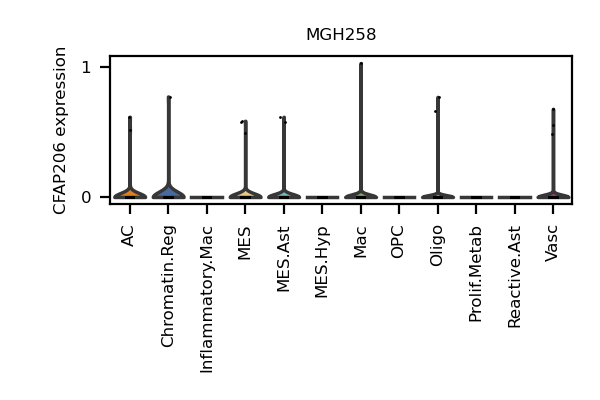 MGH258
CFAP206 expression
1
0
AC
Chromatin.Reg
Inflammatory.Mac
MES
MES.Ast
MES.Hyp
Mac
OPC
Oligo
Prolif.Metab
Reactive.Ast
Vasc